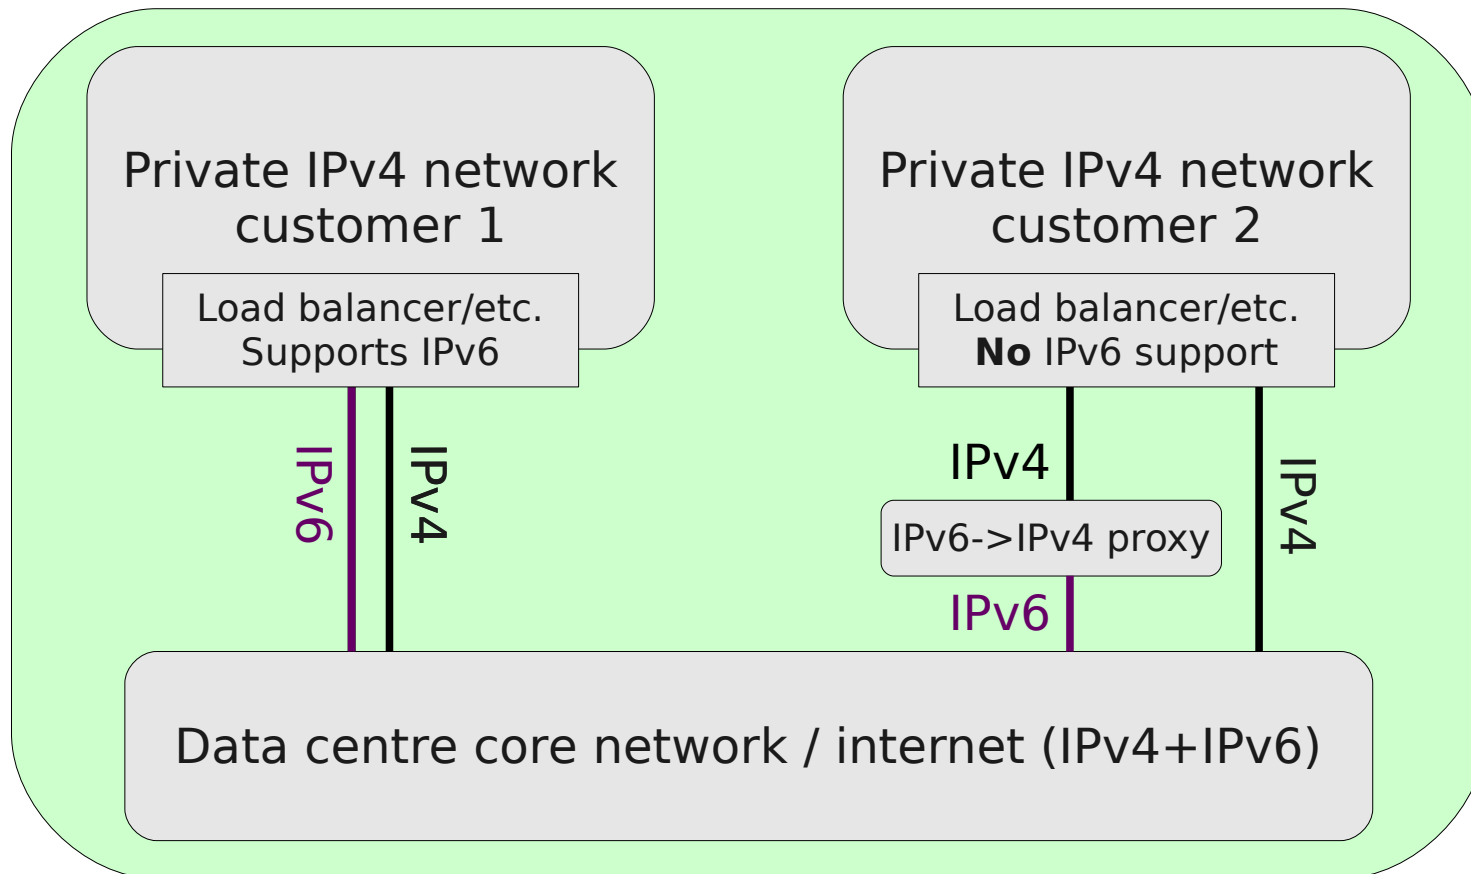 Private IPv4 network
customer 1
Load balancer/etc.
Supports IPv6
IPv6
IPv4
Private IPv4 network
customer 2
Load balancer/etc.
No IPv6 support
IPv4
IPv6->IPv4 proxy
IPv6
IPv4
Data centre core network / internet (IPv4+IPv6)